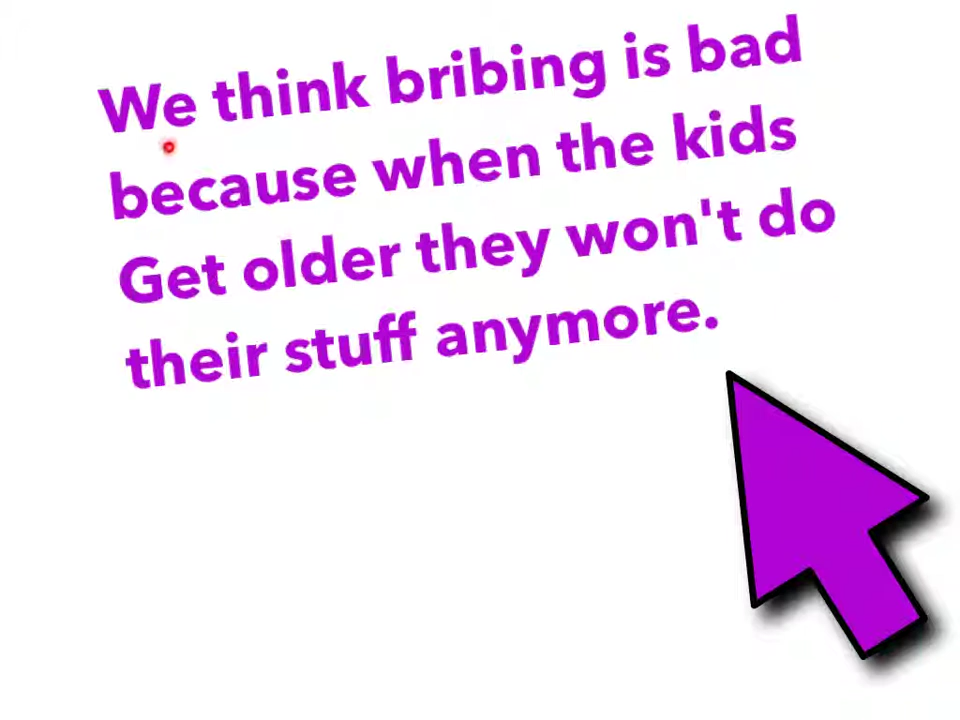 We think bribing is bad
because when the kids
Get older they won't do
their stuff anymore.